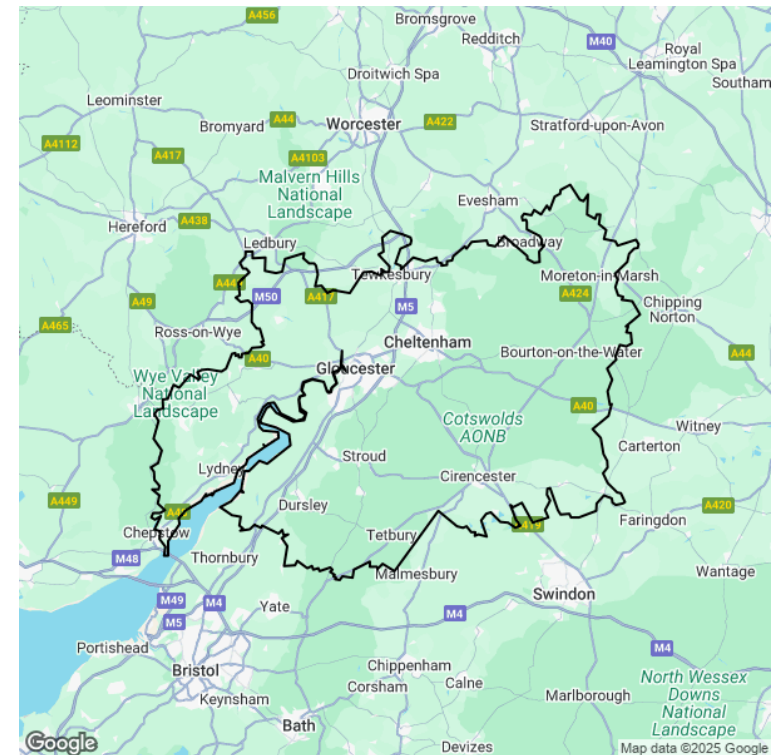 A456
Bromsgrove
Redditch
M40
Royal
Leamington Spa
Droitwich Spa
Southam
Leominster
A44
Bromyard
Worcester
A422
Stratford-upon-Avon
A4112
A417
A4103
Malvern Hills
National
Landscape
Evesham
Hereford
A438
Ledbury
Broadway
Tewkesbury
Moreton-in-Marsh
M50
A417
M5
A424
Chipping
Norton
A49
A465
Ross-on-Wye
Cheltenham
A40
Gloucester
Bourton-on-the-Water
A44
Wye Valley
National
Landscape
A40
Cotswolds
AONB
Witney
Carterton
Stroud
Lydney
Cirencester
A449
Dursley
A420
Faringdon
Chepstow
Tetbury
A419
M48
Thornbury
Malmesbury
Wantage
M49
M4
Yate
Swindon
M5
M4
Portishead
M4
Bristol
Chippenham
Keynsham
Corsham
Calne
Marlborough
North Wessex
Downs
National
Landscape
Bath
Devizes
Google
Map data ©2025 Google